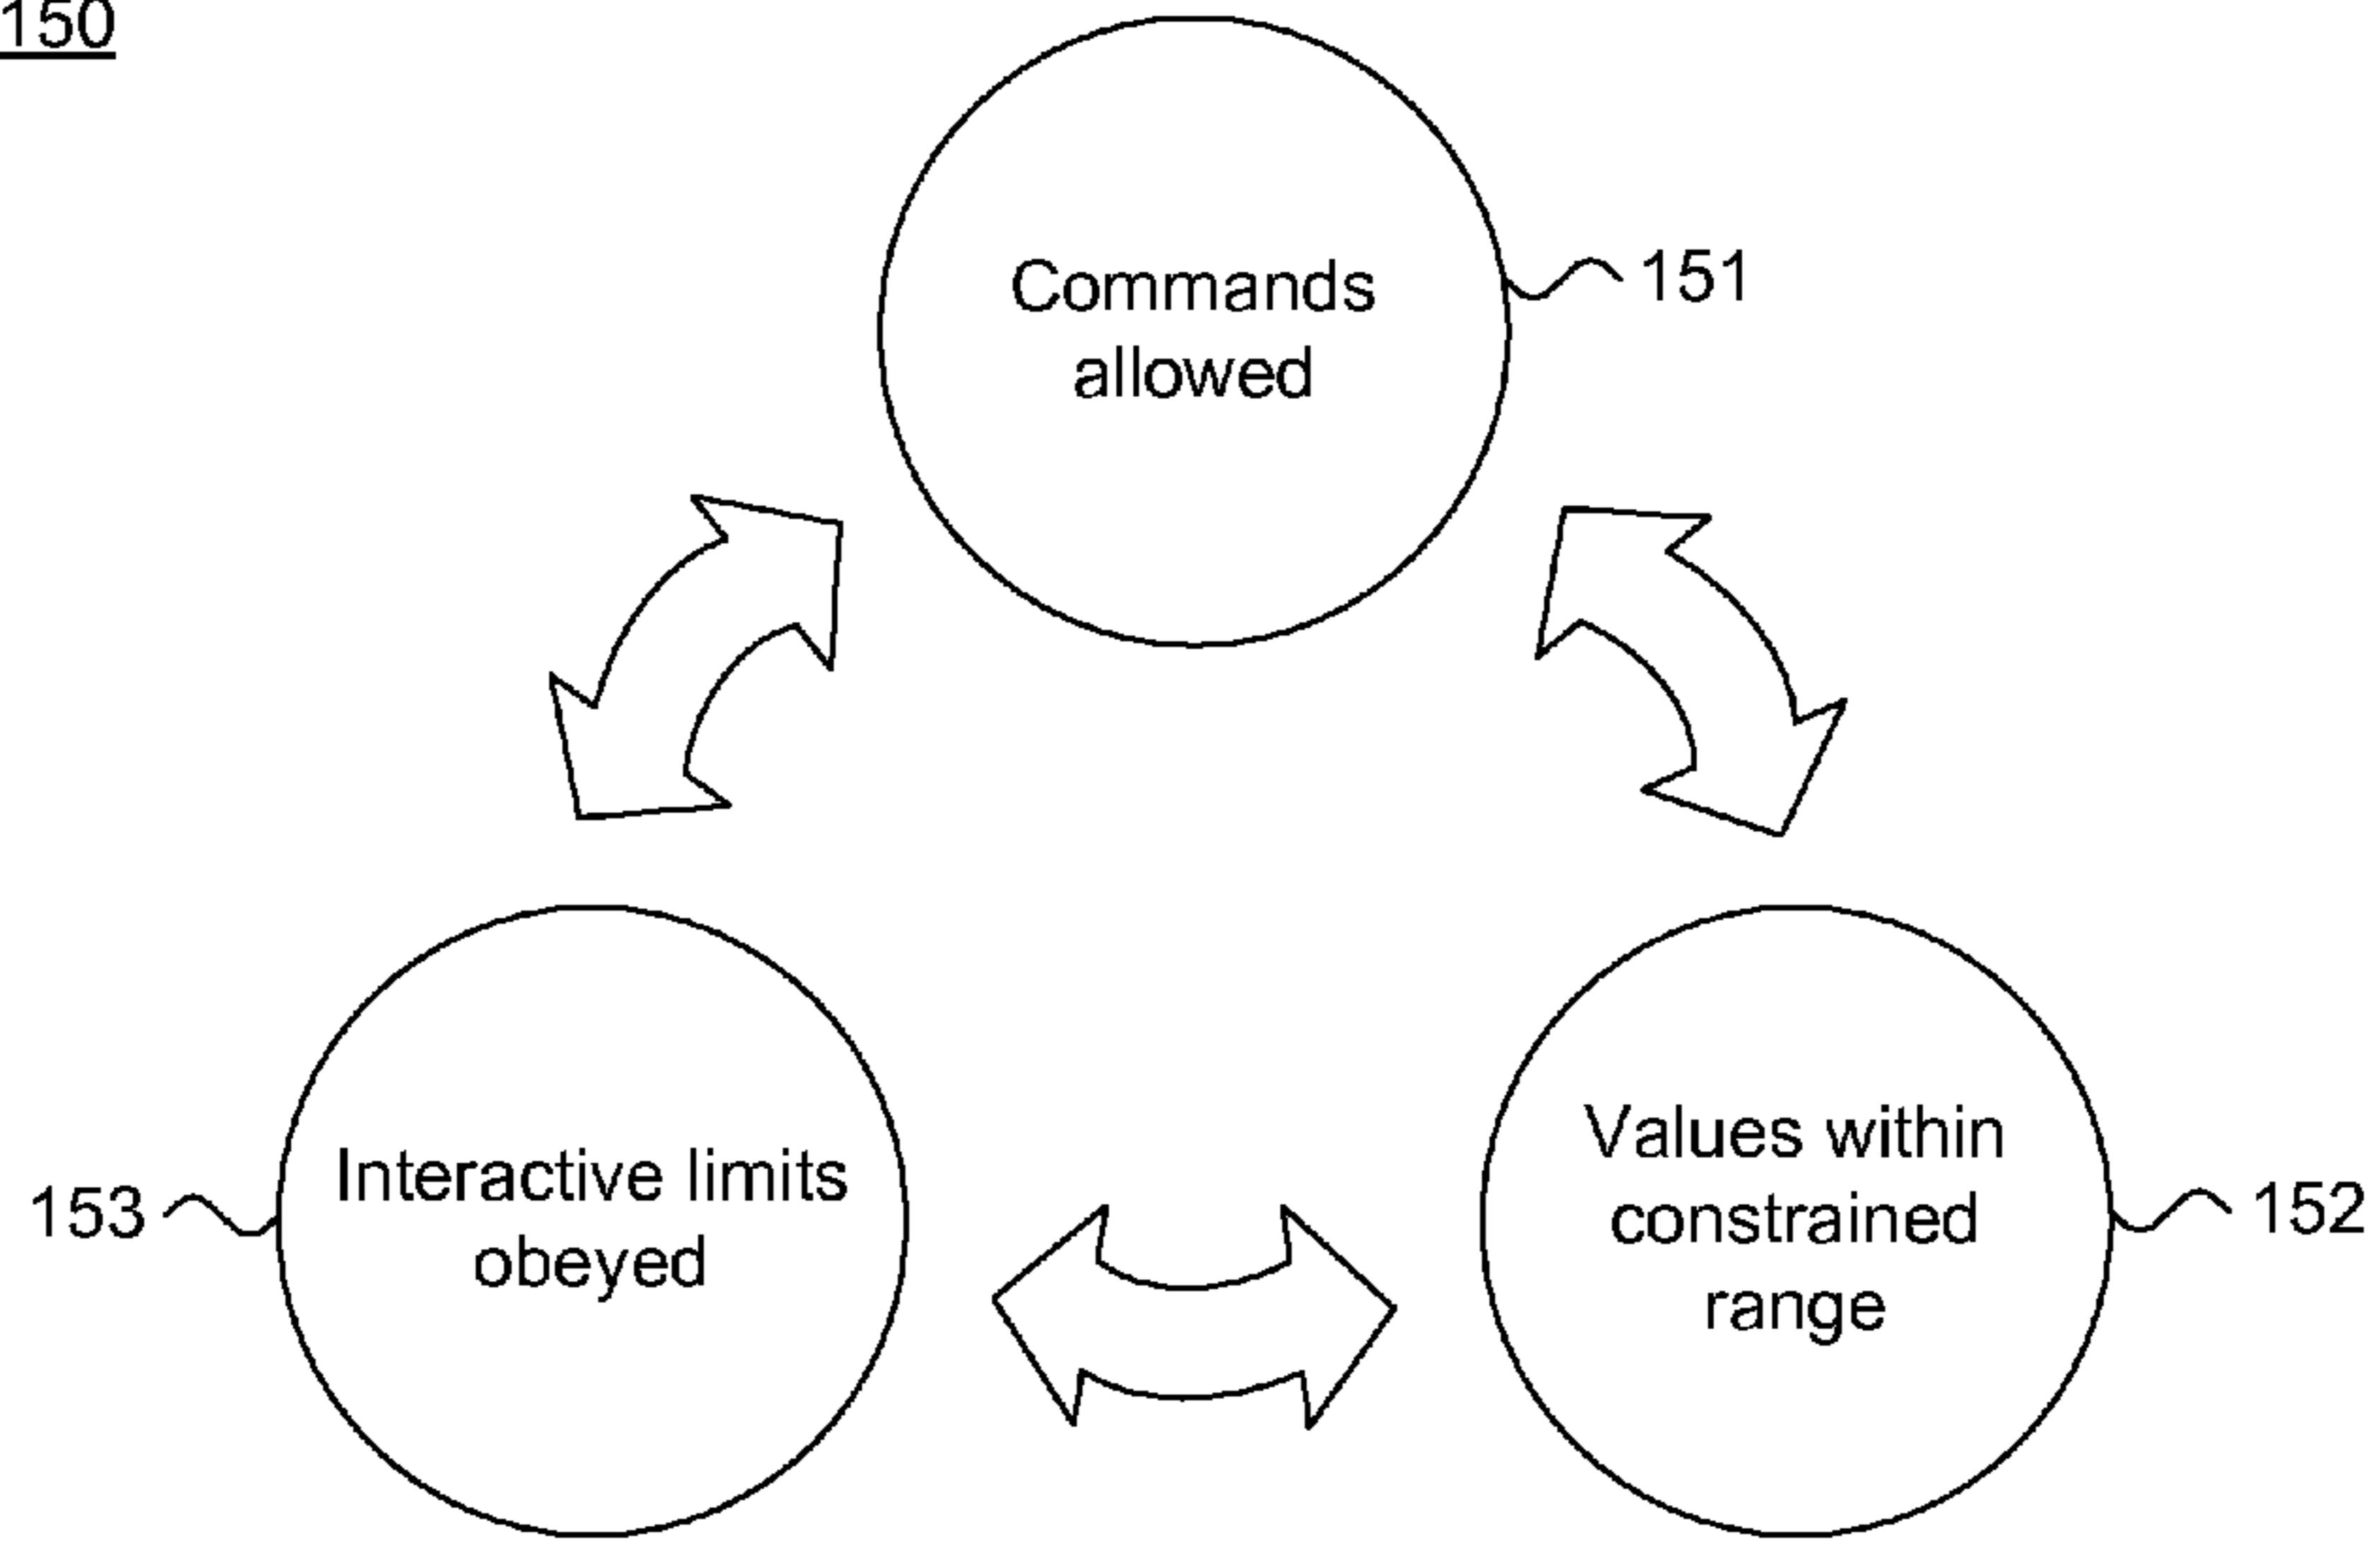 150
Commands
allowed
151
Interactive limits
obeyed
153
Values within
constrained
range
152